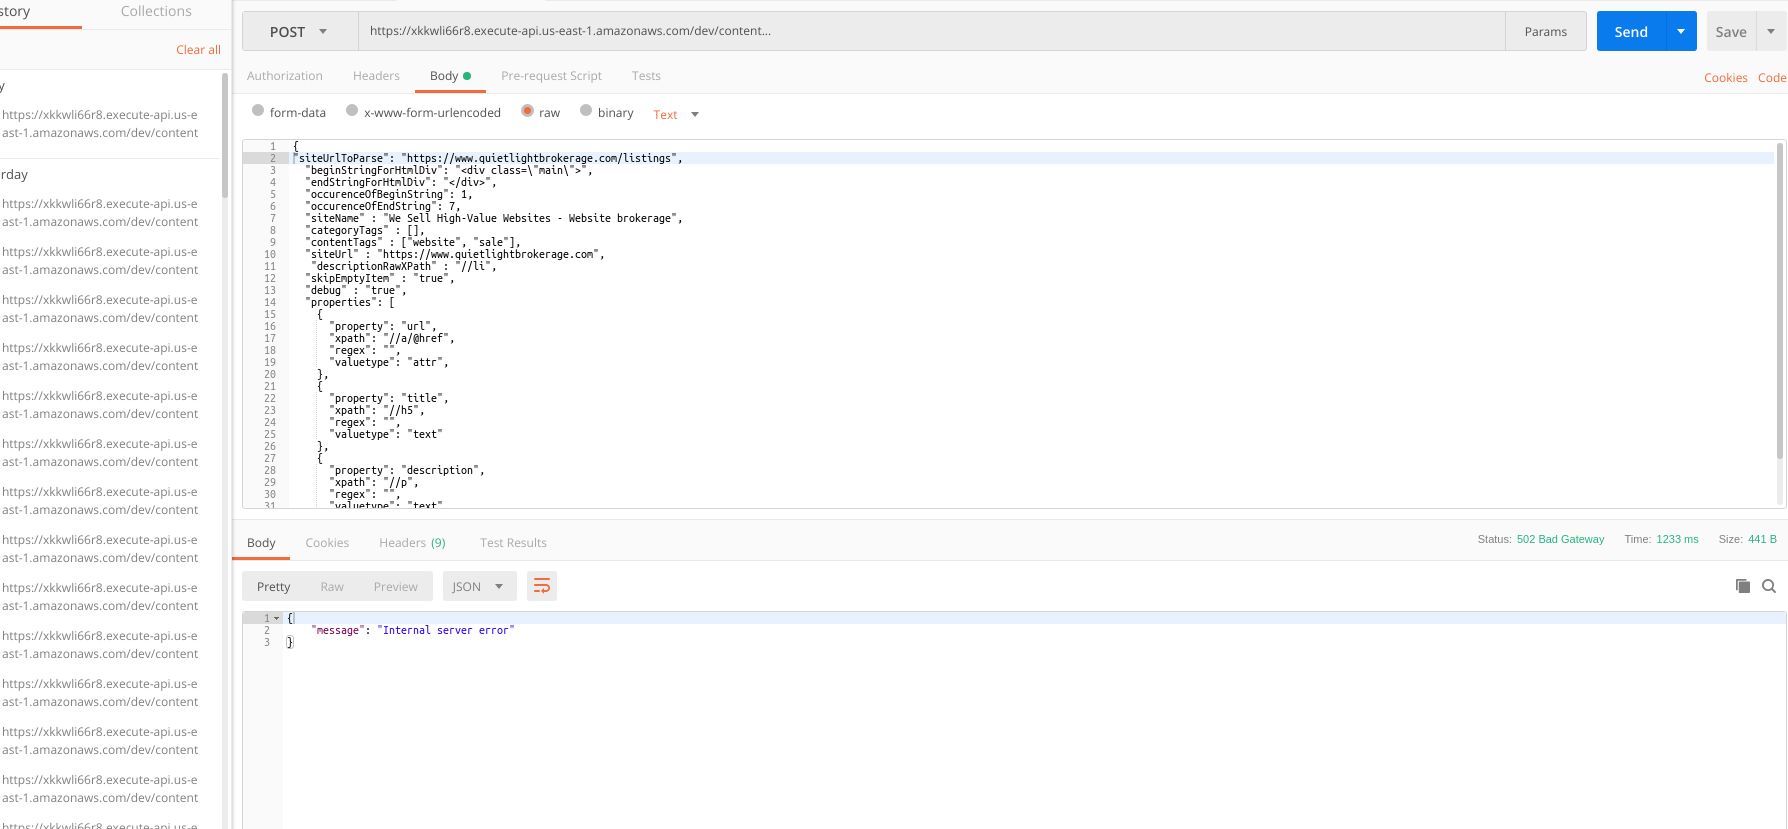 story Collections
Clear all
y
https://xkkwli66r8.execute-api.us-e
ast-1.amazonaws.com/dev/content
rday
https://xkkwli66r8.execute-api.us-e
ast-1.amazonaws.com/dev/content
https://xkkwli66r8.execute-api.us-e
ast-1.amazonaws.com/dev/content
https://xkkwli66r8.execute-api.us-e
ast-1.amazonaws.com/dev/content
https://xkkwli66r8.execute-api.us-e
ast-1.amazonaws.com/dev/content
https://xkkwli66r8.execute-api.us-e
ast-1.amazonaws.com/dev/content
https://xkkwli66r8.execute-api.us-e
ast-1.amazonaws.com/dev/content
https://xkkwli66r8.execute-api.us-e
ast-1.amazonaws.com/dev/content
https://xkkwli66r8.execute-api.us-e
ast-1.amazonaws.com/dev/content
https://xkkwli66r8.execute-api.us-e
ast-1.amazonaws.com/dev/content
https://xkkwli66r8.execute-api.us-e
ast-1.amazonaws.com/dev/content
https://xkkwli66r8.execute-api.us-e
ast-1.amazonaws.com/dev/content
https://xkkwli66r8.execute-api.us-e
ast-1.amazonaws.com/dev/content
https://xkkwli66r8.execute-api.us-e
ast-1.amazonaws.com/dev/content
https://xkkwli66r8.execute-api.us-e
POST https://xkkwli66r8.execute-api.us-east-1.amazonaws.com/dev/content... Params Send Save
Authorization Headers Body Pre-request Script Tests Cookies Code
form-data x-www-form-urlencoded raw binary Text
1 {
2 "siteUrlToParse": "https://www.quietlightbrokerage.com/listings",
3 "beginStringForHtmlDiv": "<div class=\"main\">",
4 "endStringForHtmlDiv": "</div>",
5 "occurenceOfBeginString": 1,
6 "occurenceOfEndString": 7,
7 "siteName" : "We Sell High-Value Websites - Website brokerage",
8 "categoryTags" : [],
9 "contentTags" : ["website", "sale"],
10 "siteUrl" : "https://www.quietlightbrokerage.com",
11 "descriptionRawXPath" : "//li",
12 "skipEmptyItem" : "true",
13 "debug" : "true",
14 "properties": [
15 {
16 "property": "url",
17 "xpath": "//a/@href",
18 "regex": "",
19 "valuetype": "attr",
20 },
21 {
22 "property": "title",
23 "xpath": "//h5",
24 "regex": "",
25 "valuetype": "text"
26 },
27 {
28 "property": "description",
29 "xpath": "//p",
30 "regex": "",
31 "valuetype": "text"
Body Cookies Headers (9) Test Results Status: 502 Bad Gateway Time: 1233 ms Size: 441 B
Pretty Raw Preview JSON
1 {
2 "message": "Internal server error"
3 }